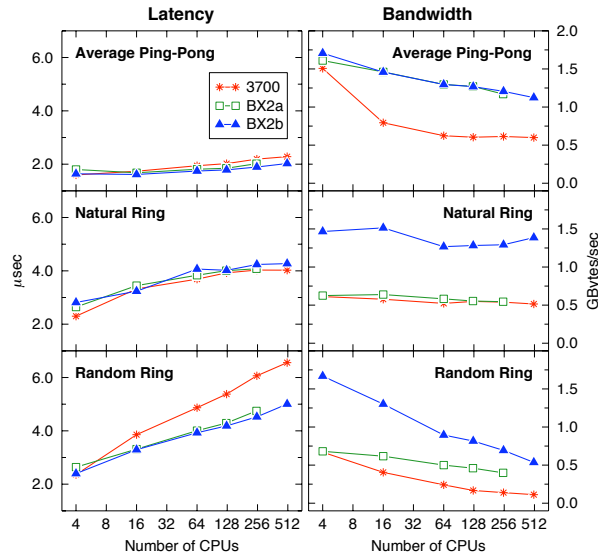 Latency
Bandwidth
Average Ping-Pong
6.0
4.0
2.0
3700
BX2a
BX2b
Average Ping-Pong
2.0
1.5
1.0
0.5
0.0
Natural Ring
6.0
4.0
2.0
μsec
Natural Ring
1.5
1.0
0.5
0.0
GBytes/sec
Random Ring
6.0
4.0
2.0
4 8 16 32 64 128 256 512
Number of CPUs
Random Ring
1.5
1.0
0.5
0.0
4 8 16 32 64 128 256 512
Number of CPUs